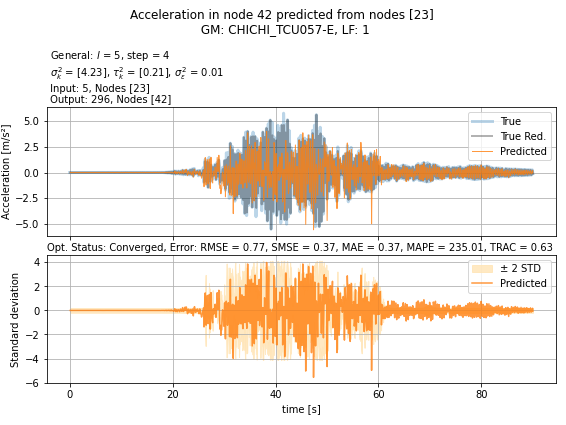 Acceleration in node 42 predicted from nodes [23]
GM: CHICHI_TCU057-E, LF: 1
General: l = 5, step = 4
σ²ₖ = [4.23], τ²ₖ = [0.21], σ²ε = 0.01
Input: 5, Nodes [23]
Output: 296, Nodes [42]
Acceleration [m/s²]
5.0
2.5
0.0
−2.5
−5.0
True
True Red.
Predicted
Opt. Status: Converged, Error: RMSE = 0.77, SMSE = 0.37, MAE = 0.37, MAPE = 235.01, TRAC = 0.63
Standard deviation
4
2
0
−2
−4
−6
± 2 STD
Predicted
0
20
40
60
80
time [s]